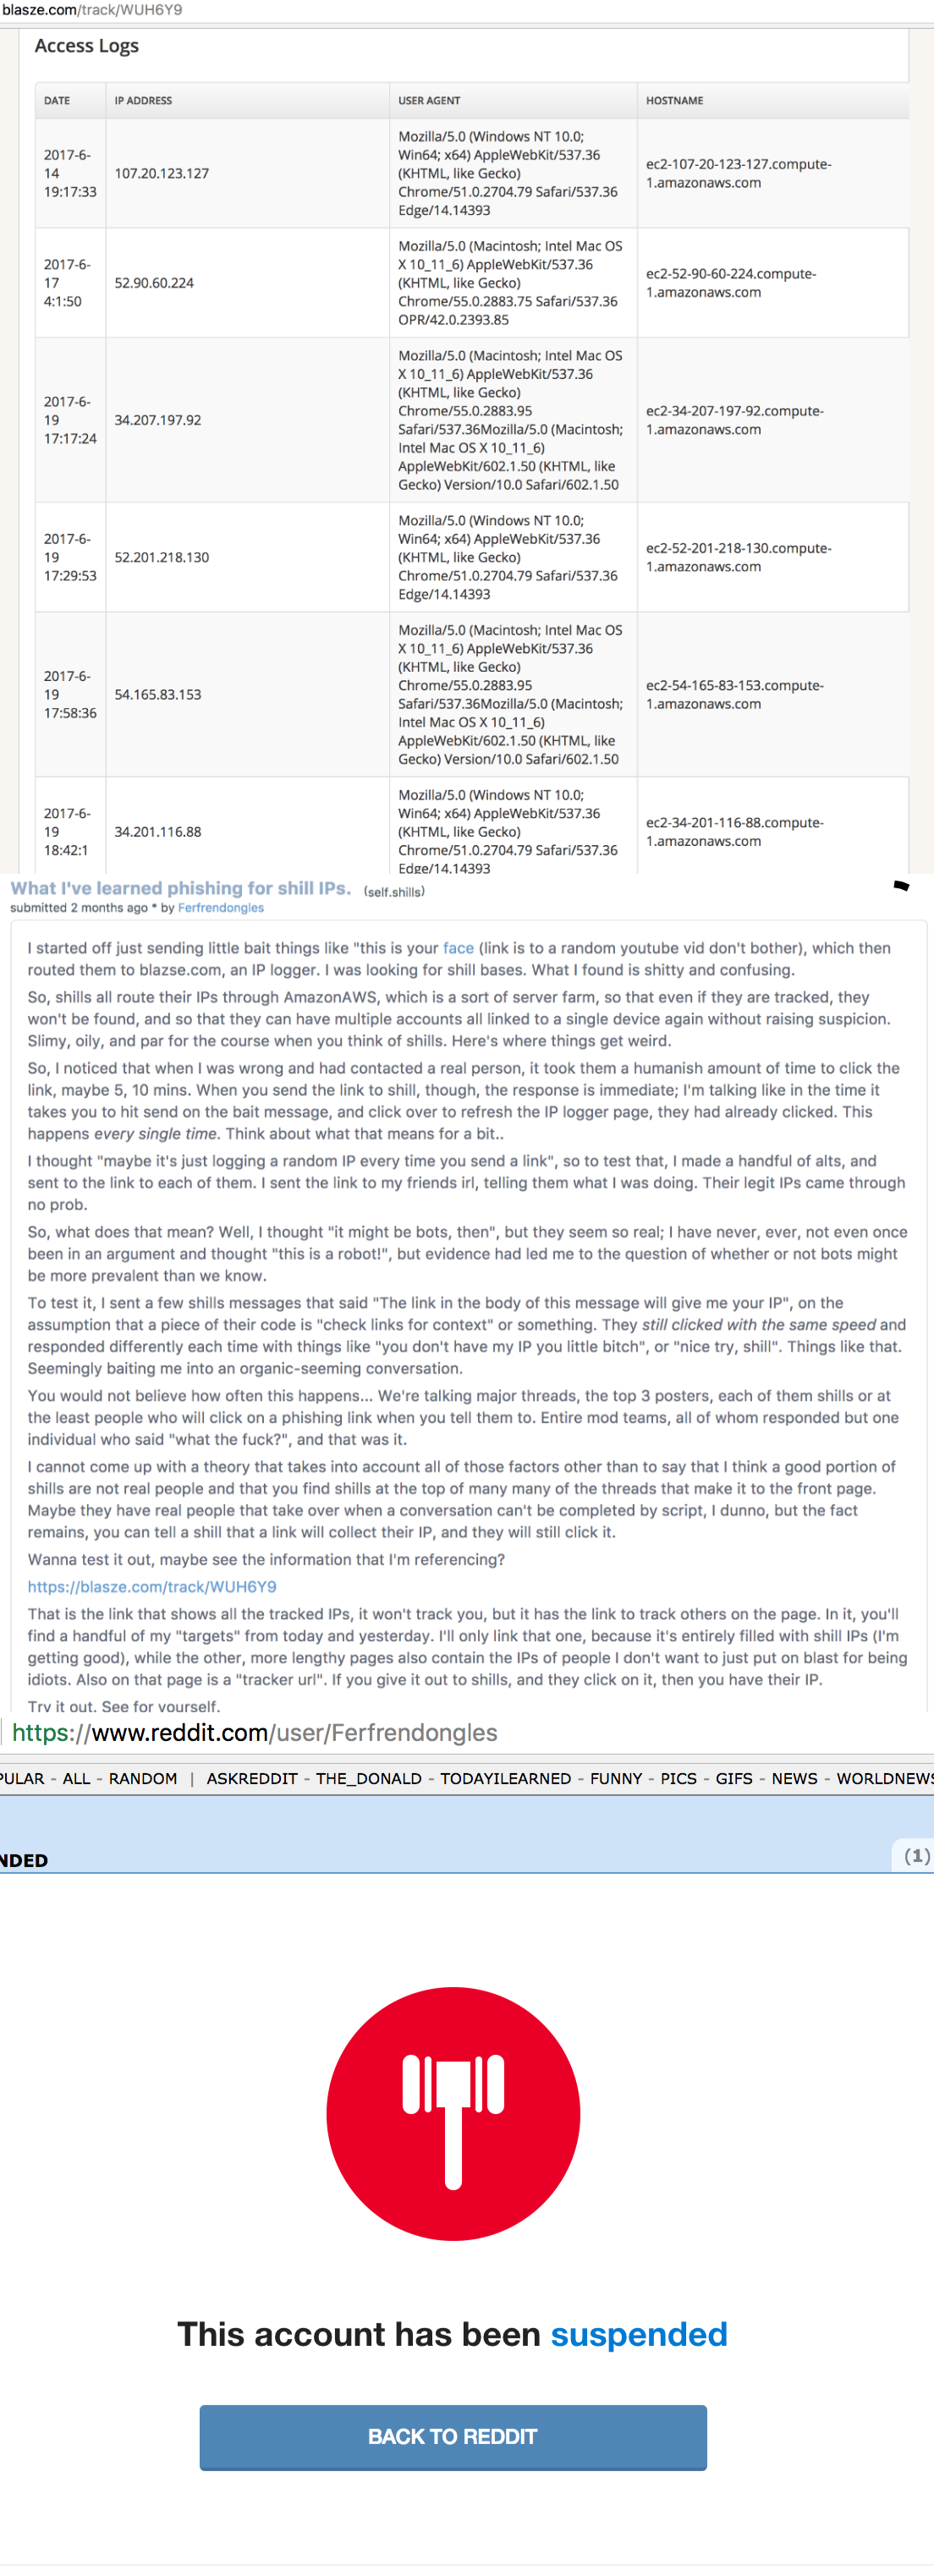 blasze.com/track/WUH6Y9
Access Logs
DATE IP ADDRESS USER AGENT HOSTNAME
Mozilla/5.0 (Windows NT 10.0;
2017-6- Win64; x64) AppleWebKit/537.36
14 107.20.123.127 (KHTML, like Gecko) ec2-107-20-123-127.compute-
19:17:33 Chrome/51.0.2704.79 Safari/537.36 1.amazonaws.com
Edge/14.14393
Mozilla/5.0 (Macintosh; Intel Mac OS
2017-6- X 10_11_6) AppleWebKit/537.36
17 52.90.60.224 (KHTML, like Gecko) ec2-52-90-60-224.compute-
4:1:50 Chrome/55.0.2883.75 Safari/537.36 1.amazonaws.com
OPR/42.0.2393.85
Mozilla/5.0 (Macintosh; Intel Mac OS
X 10_11_6) AppleWebKit/537.36
(KHTML, like Gecko)
2017-6- Chrome/55.0.2883.95
19 34.207.197.92 Safari/537.36Mozilla/5.0 (Macintosh; ec2-34-207-197-92.compute-
17:17:24 Intel Mac OS X 10_11_6) 1.amazonaws.com
AppleWebKit/602.1.50 (KHTML, like
Gecko) Version/10.0 Safari/602.1.50
Mozilla/5.0 (Windows NT 10.0;
2017-6- Win64; x64) AppleWebKit/537.36
19 52.201.218.130 (KHTML, like Gecko) ec2-52-201-218-130.compute-
17:29:53 Chrome/51.0.2704.79 Safari/537.36 1.amazonaws.com
Edge/14.14393
Mozilla/5.0 (Macintosh; Intel Mac OS
X 10_11_6) AppleWebKit/537.36
(KHTML, like Gecko)
2017-6- Chrome/55.0.2883.95
19 54.165.83.153 Safari/537.36Mozilla/5.0 (Macintosh; ec2-54-165-83-153.compute-
17:58:36 Intel Mac OS X 10_11_6) 1.amazonaws.com
AppleWebKit/602.1.50 (KHTML, like
Gecko) Version/10.0 Safari/602.1.50
Mozilla/5.0 (Windows NT 10.0;
2017-6- Win64; x64) AppleWebKit/537.36
19 34.201.116.88 (KHTML, like Gecko) ec2-34-201-116-88.compute-
18:42:1 Chrome/51.0.2704.79 Safari/537.36 1.amazonaws.com
Edge/14.14393
What I've learned phishing for shill IPs. (self.shills)
submitted 2 months ago * by Ferfrendongles
I started off just sending little bait things like "this is your face (link is to a random youtube vid don't bother), which then
routed them to blazse.com, an IP logger. I was looking for shill bases. What I found is shitty and confusing.
So, shills all route their IPs through AmazonAWS, which is a sort of server farm, so that even if they are tracked, they
won't be found, and so that they can have multiple accounts all linked to a single device again without raising suspicion.
Slimy, oily, and par for the course when you think of shills. Here's where things get weird.
So, I noticed that when I was wrong and had contacted a real person, it took them a humanish amount of time to click the
link, maybe 5, 10 mins. When you send the link to shill, though, the response is immediate; I'm talking like in the time it
takes you to hit send on the bait message, and click over to refresh the IP logger page, they had already clicked. This
happens every single time. Think about what that means for a bit..
I thought "maybe it's just logging a random IP every time you send a link", so to test that, I made a handful of alts, and
sent to the link to each of them. I sent the link to my friends irl, telling them what I was doing. Their legit IPs came through
no prob.
So, what does that mean? Well, I thought "it might be bots, then", but they seem so real; I have never, ever, not even once
been in an argument and thought "this is a robot!", but evidence had led me to the question of whether or not bots might
be more prevalent than we know.
To test it, I sent a few shills messages that said "The link in the body of this message will give me your IP", on the
assumption that a piece of their code is "check links for context" or something. They still clicked with the same speed and
responded differently each time with things like "you don't have my IP you little bitch", or "nice try, shill". Things like that.
Seemingly baiting me into an organic-seeming conversation.
You would not believe how often this happens... We're talking major threads, the top 3 posters, each of them shills or at
the least people who will click on a phishing link when you tell them to. Entire mod teams, all of whom responded but one
individual who said "what the fuck?", and that was it.
I cannot come up with a theory that takes into account all of those factors other than to say that I think a good portion of
shills are not real people and that you find shills at the top of many many of the threads that make it to the front page.
Maybe they have real people that take over when a conversation can't be completed by script, I dunno, but the fact
remains, you can tell a shill that a link will collect their IP, and they will still click it.
Wanna test it out, maybe see the information that I'm referencing?
https://blasze.com/track/WUH6Y9
That is the link that shows all the tracked IPs, it won't track you, but it has the link to track others on the page. In it, you'll
find a handful of my "targets" from today and yesterday. I'll only link that one, because it's entirely filled with shill IPs (I'm
getting good), while the other, more lengthy pages also contain the IPs of people I don't want to just put on blast for being
idiots. Also on that page is a "tracker url". If you give it out to shills, and they click on it, then you have their IP.
Try it out. See for yourself.
https://www.reddit.com/user/Ferfrendongles
PULAR - ALL - RANDOM | ASKREDDIT - THE_DONALD - TODAYILEARNED - FUNNY - PICS - GIFS - NEWS - WORLDNEWS
NDED (1)
This account has been suspended
BACK TO REDDIT